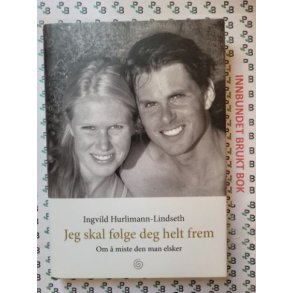 Ingvild Hurlimann-Lindseth
Jeg skal følge deg helt frem
Om å miste den man elsker
INNBUNDET BRUKT BOK